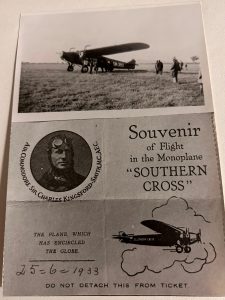 AIR COMMODORE SIR CHARLES KINGSFORD-SMITH, M.C., A.F.C.
Souvenir
of Flight
in the Monoplane
"SOUTHERN
CROSS"
THE PLANE, WHICH
HAS ENCIRCLED
THE GLOBE.
25=6=1933
DO NOT DETACH THIS FROM TICKET